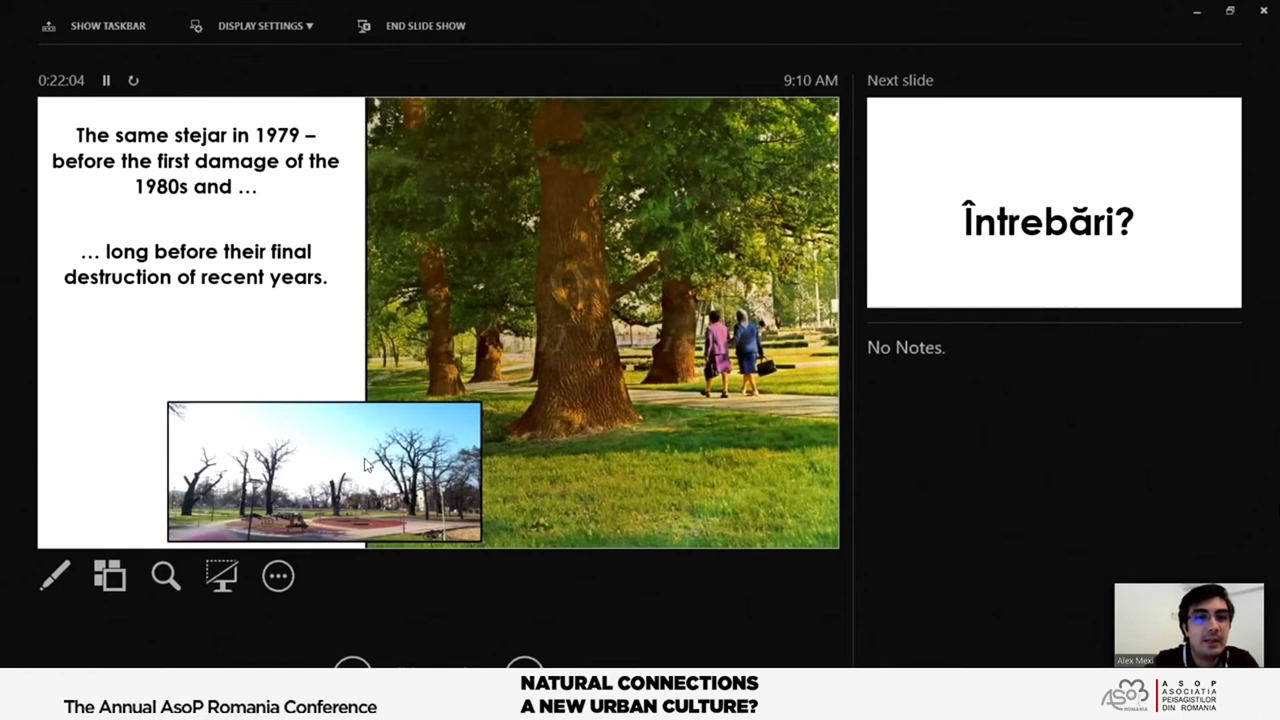 SHOW TASKBAR
DISPLAY SETTINGS ▼
END SLIDE SHOW
0:22:04
9:10 AM
Next slide
The same stejar in 1979 –
before the first damage of the
1980s and …
… long before their final
destruction of recent years.
Întrebări?
No Notes.
Alex Mexi
The Annual AsoP Romania Conference
NATURAL CONNECTIONS
A NEW URBAN CULTURE?
ASOP
ROMANIA
A S O P
ASOCIAȚIA
PEISAGIȘTILOR
DIN ROMÂNIA